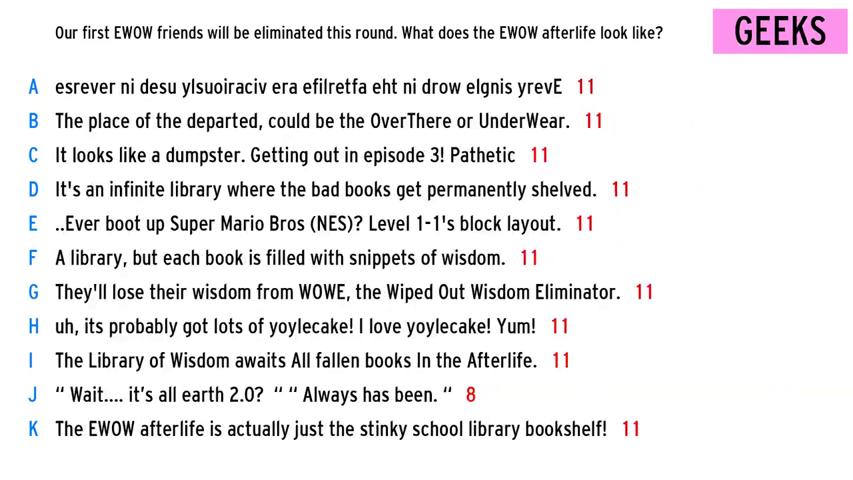 Our first EWOW friends will be eliminated this round. What does the EWOW afterlife look like?
GEEKS
A esrever ni desu ylsuoiraciv era efilretfa eht ni drow elgnis yrevE 11
B The place of the departed, could be the OverThere or UnderWear. 11
C It looks like a dumpster. Getting out in episode 3! Pathetic 11
D It's an infinite library where the bad books get permanently shelved. 11
E ..Ever boot up Super Mario Bros (NES)? Level 1-1's block layout. 11
F A library, but each book is filled with snippets of wisdom. 11
G They'll lose their wisdom from WOWE, the Wiped Out Wisdom Eliminator. 11
H uh, its probably got lots of yoylecake! I love yoylecake! Yum! 11
I The Library of Wisdom awaits All fallen books In the Afterlife. 11
J “ Wait.... it’s all earth 2.0? “ “ Always has been. “ 8
K The EWOW afterlife is actually just the stinky school library bookshelf! 11